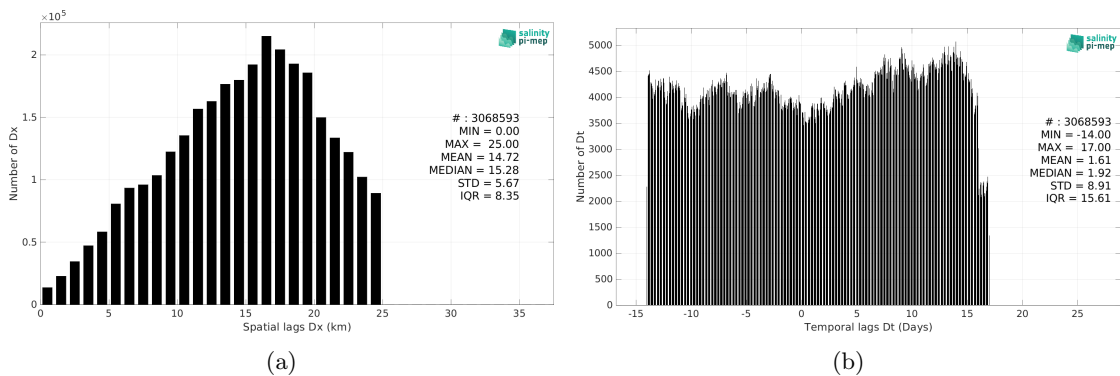 ×10⁵
2
1.5
1
0.5
0
Number of Dx
0 5 10 15 20 25 30 35
Spatial lags Dx (km)
salinity
pi-mep
# : 3068593
MIN = 0.00
MAX = 25.00
MEAN = 14.72
MEDIAN = 15.28
STD = 5.67
IQR = 8.35
(a)
5000
4500
4000
3500
3000
2500
2000
1500
1000
500
0
Number of Dt
-15 -10 -5 0 5 10 15 20 25
Temporal lags Dt (Days)
salinity
pi-mep
# : 3068593
MIN = -14.00
MAX = 17.00
MEAN = 1.61
MEDIAN = 1.92
STD = 8.91
IQR = 15.61
(b)